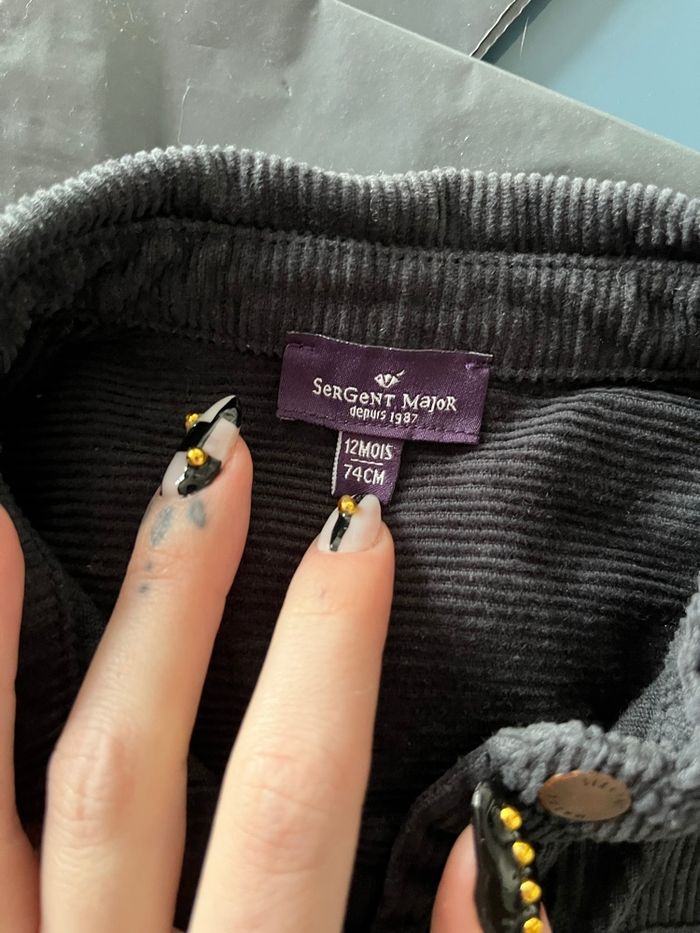 SeRGeNT MaJoR
depuis 1987
12MOIS
74CM